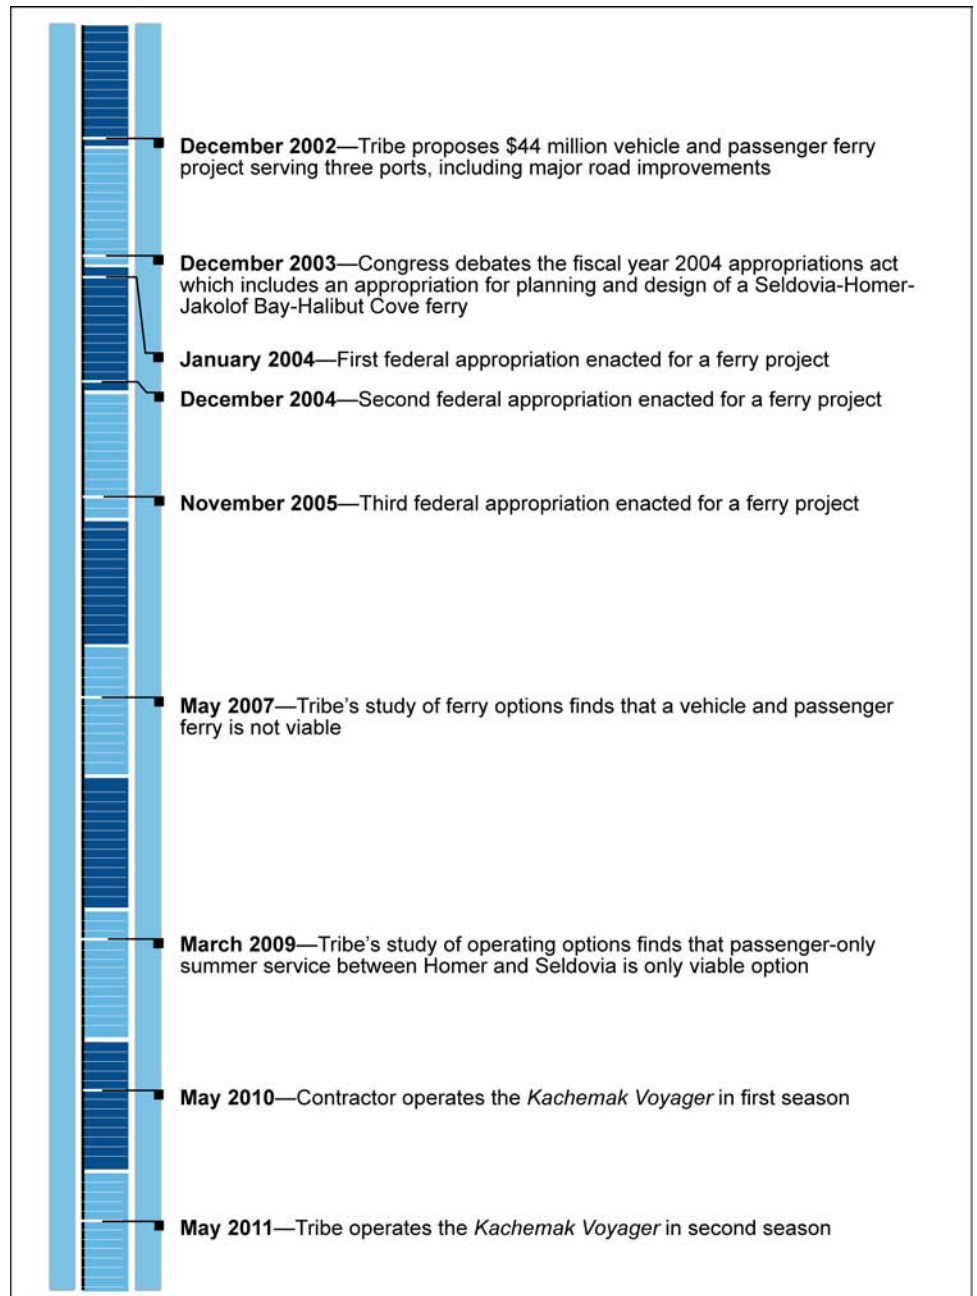 December 2002—Tribe proposes $44 million vehicle and passenger ferry
project serving three ports, including major road improvements
December 2003—Congress debates the fiscal year 2004 appropriations act
which includes an appropriation for planning and design of a Seldovia-Homer-
Jakolof Bay-Halibut Cove ferry
January 2004—First federal appropriation enacted for a ferry project
December 2004—Second federal appropriation enacted for a ferry project
November 2005—Third federal appropriation enacted for a ferry project
May 2007—Tribe’s study of ferry options finds that a vehicle and passenger
ferry is not viable
March 2009—Tribe’s study of operating options finds that passenger-only
summer service between Homer and Seldovia is only viable option
May 2010—Contractor operates the Kachemak Voyager in first season
May 2011—Tribe operates the Kachemak Voyager in second season